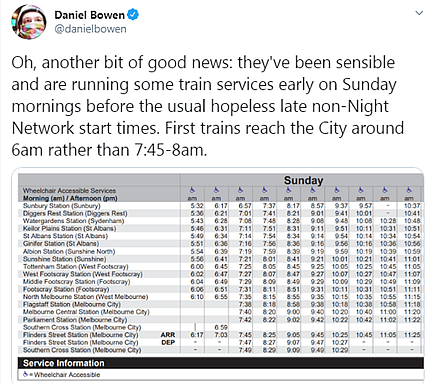 Daniel Bowen
@danielbowen
Oh, another bit of good news: they've been sensible
and are running some train services early on Sunday
mornings before the usual hopeless late non-Night
Network start times. First trains reach the City around
6am rather than 7:45-8am.
Sunday
Wheelchair Accessible Services
Morning (am) / Afternoon (pm) am am am am am am am am am am
Sunbury Station (Sunbury) 5:32 6:57 7:37 8:17 8:57 9:37 9:57 - 10:37
Diggers Rest Station (Diggers Rest) 5:36 6:21 7:01 7:41 8:21 9:01 9:41 10:01 - 10:41
Watergardens Station (Sydenham) 5:43 6:28 7:08 7:48 8:28 9:08 9:48 10:08 10:28 10:48
Keilor Plains Station (St Albans) 5:46 6:31 7:11 7:51 8:31 9:11 9:51 10:11 10:31 10:51
St Albans Station (St Albans) 5:49 6:34 7:14 7:54 8:34 9:14 9:54 10:14 10:34 10:54
Ginifer Station (St Albans) 5:51 6:36 7:16 7:56 8:36 9:16 9:56 10:16 10:36 10:56
Albion Station (Sunshine North) 5:54 6:39 7:19 7:59 8:39 9:19 9:59 10:19 10:39 10:59
Sunshine Station (Sunshine) 5:56 6:41 7:21 8:01 8:41 9:21 10:01 10:21 10:41 11:01
Tottenham Station (West Footscray) 6:00 6:45 7:25 8:05 8:45 9:25 10:05 10:25 10:45 11:05
West Footscray Station (West Footscray) 6:02 6:47 7:27 8:07 8:47 9:27 10:07 10:27 10:47 11:07
Middle Footscray Station (Footscray) 6:04 6:49 7:29 8:09 8:49 9:29 10:09 10:29 10:49 11:09
Footscray Station (Footscray) 6:06 6:51 7:31 8:11 8:51 9:31 10:11 10:31 10:51 11:11
North Melbourne Station (West Melbourne) 6:10 6:55 7:35 8:15 8:55 9:35 10:15 10:35 10:55 11:15
Flagstaff Station (Melbourne City) 7:38 8:18 8:58 9:38 10:18 10:38 10:58 11:18
Melbourne Central Station (Melbourne City) 7:40 8:20 9:00 9:40 10:20 10:40 11:00 11:20
Parliament Station (Melbourne City) 7:42 8:22 9:02 9:42 10:22 10:42 11:02 11:22
Southern Cross Station (Melbourne City) 6:59
Flinders Street Station (Melbourne City) ARR 6:17 7:03 7:45 8:25 9:05 9:45 10:25 10:45 11:05 11:25
Flinders Street Station (Melbourne City) DEP 7:47 8:27 9:07 9:47 10:27
Southern Cross Station (Melbourne City) 7:49 8:29 9:09 9:49 10:29
Service Information
= Wheelchair Accessible